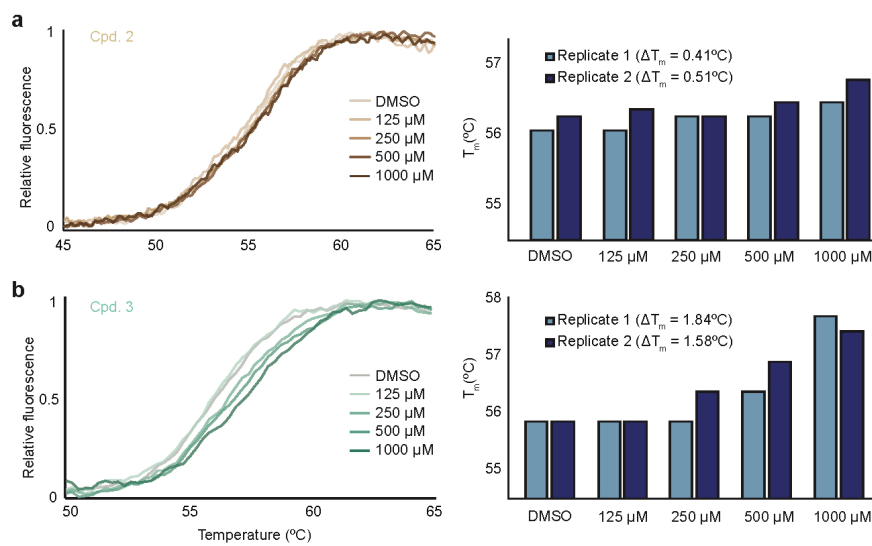 a
Cpd. 2
Relative fluorescence
1
0.5
0
45
50
55
60
65
DMSO
125 µM
250 µM
500 µM
1000 µM
Replicate 1 (ΔTm = 0.41ºC)
Replicate 2 (ΔTm = 0.51ºC)
Tm(ºC)
57
56
55
DMSO
125 µM
250 µM
500 µM
1000 µM
b
Cpd. 3
Relative fluorescence
1
0.5
0
50
55
60
65
Temperature (ºC)
DMSO
125 µM
250 µM
500 µM
1000 µM
Replicate 1 (ΔTm = 1.84ºC)
Replicate 2 (ΔTm = 1.58ºC)
Tm(ºC)
58
57
56
55
DMSO
125 µM
250 µM
500 µM
1000 µM